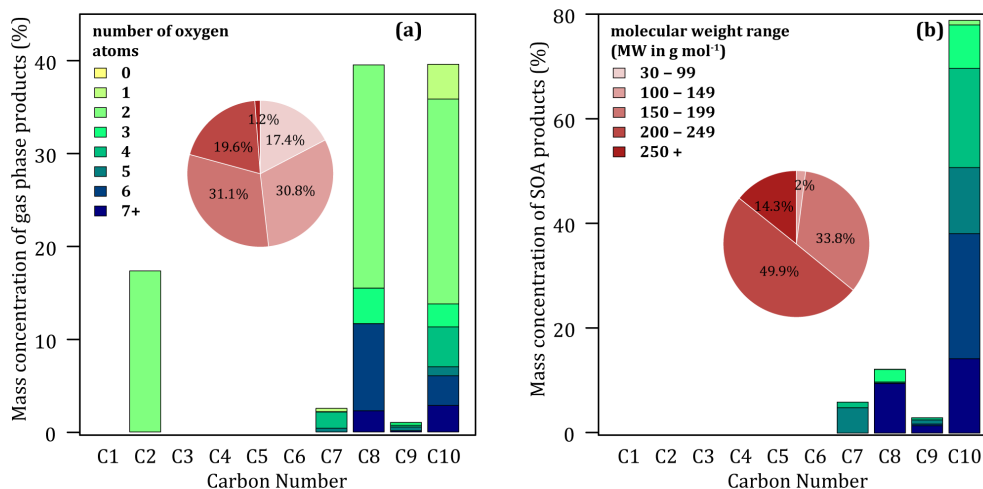 Mass concentration of gas phase products (%)
40
30
20
10
0
number of oxygen
atoms
0
1
2
3
4
5
6
7+
(a)
1.2%
17.4%
19.6%
30.8%
31.1%
C1 C2 C3 C4 C5 C6 C7 C8 C9 C10
Carbon Number
Mass concentration of SOA products (%)
80
60
40
20
0
molecular weight range
(MW in g mol⁻¹)
30 – 99
100 – 149
150 – 199
200 – 249
250 +
(b)
2%
14.3%
33.8%
49.9%
C1 C2 C3 C4 C5 C6 C7 C8 C9 C10
Carbon Number